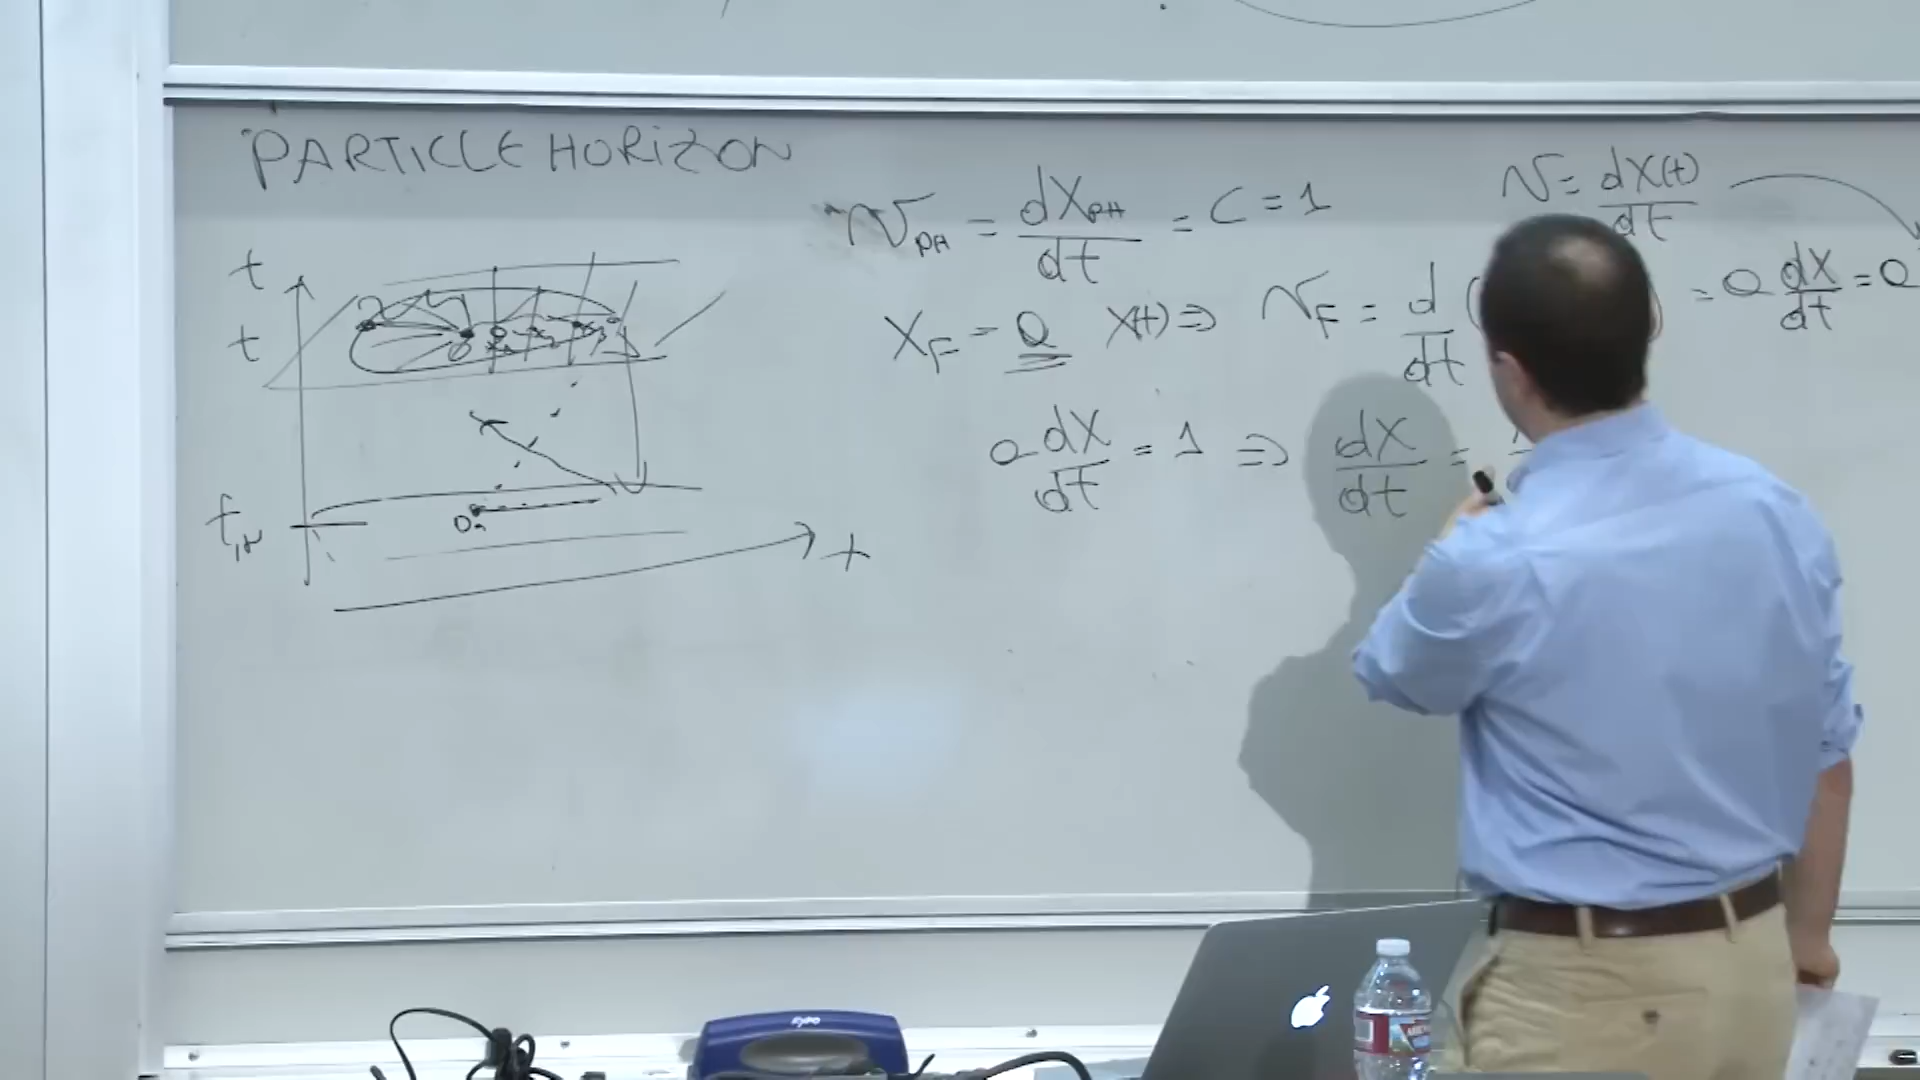 PARTICLE HORIZON
v_PH = dX_PH/dt = C = 1
v = dX(t)/dt
X_F = a X(t) ⇒ v_F = d/dt (
= a dX/dt = a
a dX/dt = 1 ⇒ dX/dt =
t
t
t_IN
O
x
EXPO